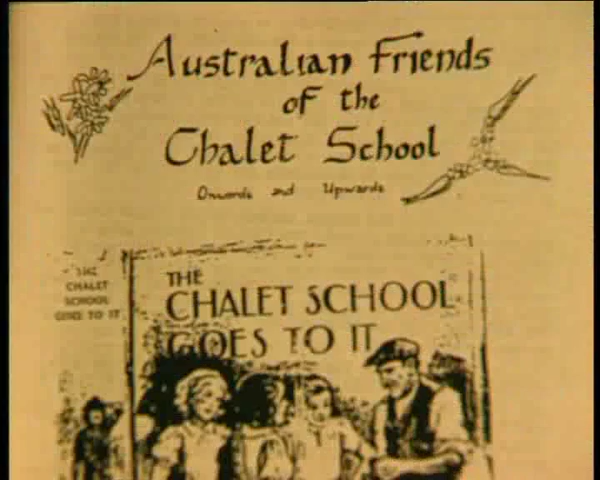 Australian Friends
of the
Chalet School
Onwards and Upwards
THE
CHALET
SCHOOL
GOES TO IT
THE
CHALET SCHOOL
GOES TO IT